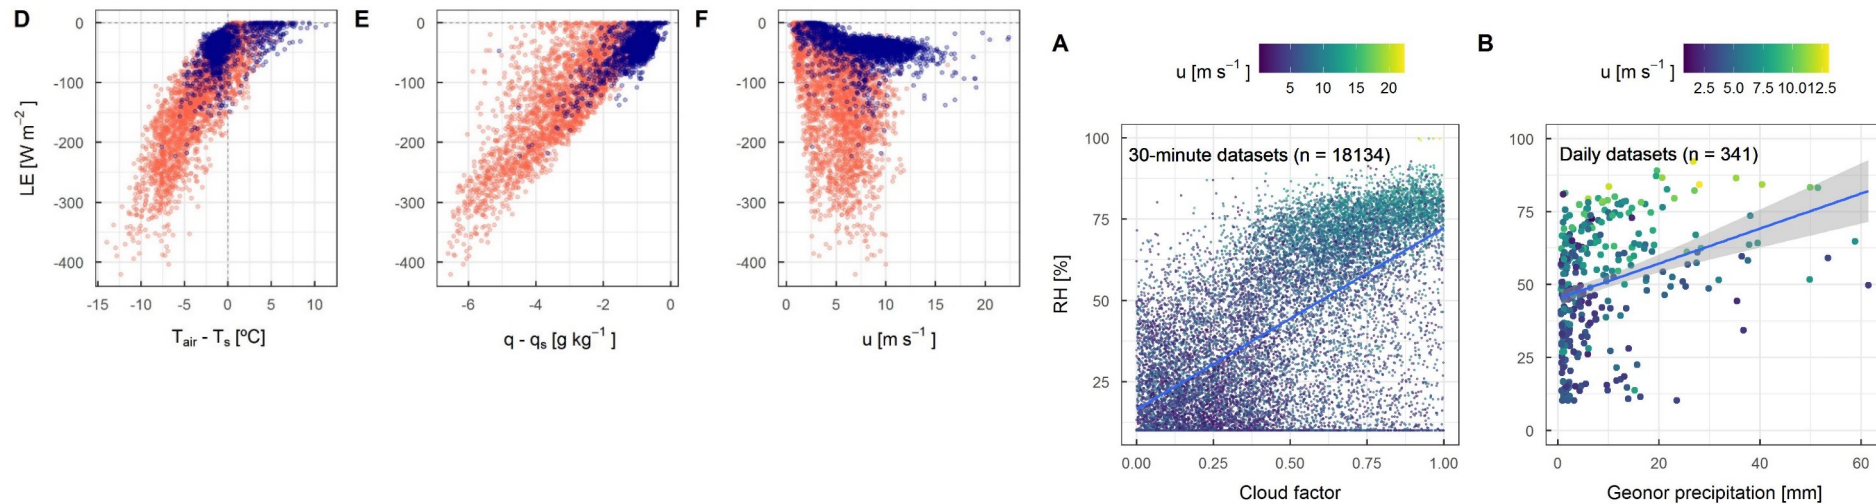 D
E
F
0
-100
-200
-300
-400
LE [W m−2 ]
-15 -10 -5 0 5 10
Tair - Ts [ºC]
0
-100
-200
-300
-400
-6 -4 -2 0
q - qs [g kg−1 ]
0
-100
-200
-300
-400
0 5 10 15 20
u [m s−1 ]
A
u [m s−1 ]
5 10 15 20
30-minute datasets (n = 18134)
100
75
50
25
RH [%]
0.00 0.25 0.50 0.75 1.00
Cloud factor
B
u [m s−1 ]
2.5 5.0 7.5 10.0 12.5
Daily datasets (n = 341)
100
75
50
25
0
0 20 40 60
Geonor precipitation [mm]